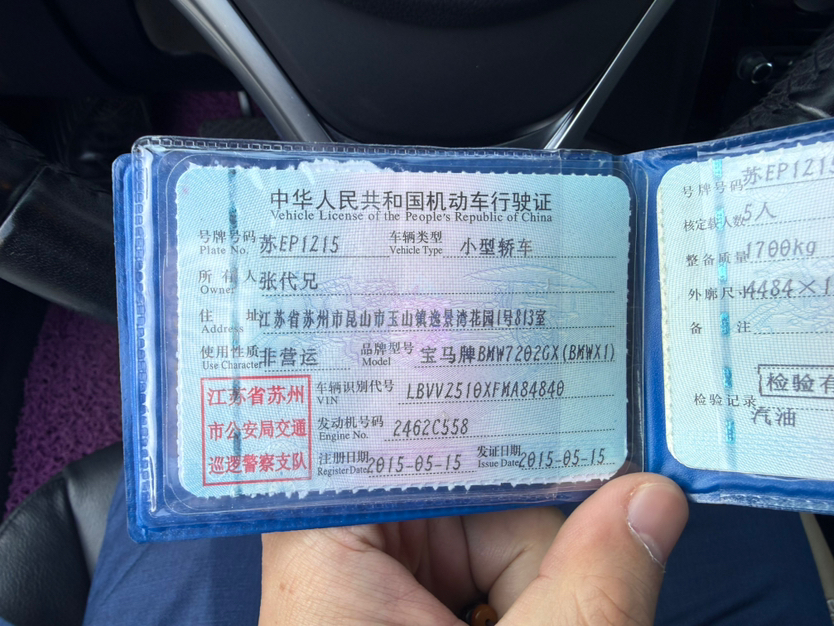 中华人民共和国机动车行驶证
Vehicle License of the People's Republic of China
号牌号码 苏EP1215 车辆类型 小型轿车
Plate No. Vehicle Type
所有人 张代兄
Owner
住址 江苏省苏州市昆山市玉山镇逸景湾花园1号813室
Address
使用性质 非营运 品牌型号 宝马牌BMW7202GX(BMWX1)
Use Character Model
江苏省苏州
市公安局交通
巡逻警察支队
车辆识别代号 LBVVZ510XFMA84840
VIN
发动机号码 2462C558
Engine No.
注册日期 2015-05-15 发证日期 2015-05-15
Register Date Issue Date
号牌号码 苏EP1215
核定载人数 5人
整备质量 1700kg
外廓尺寸 4484×1
备注
检验有
检验记录
汽油